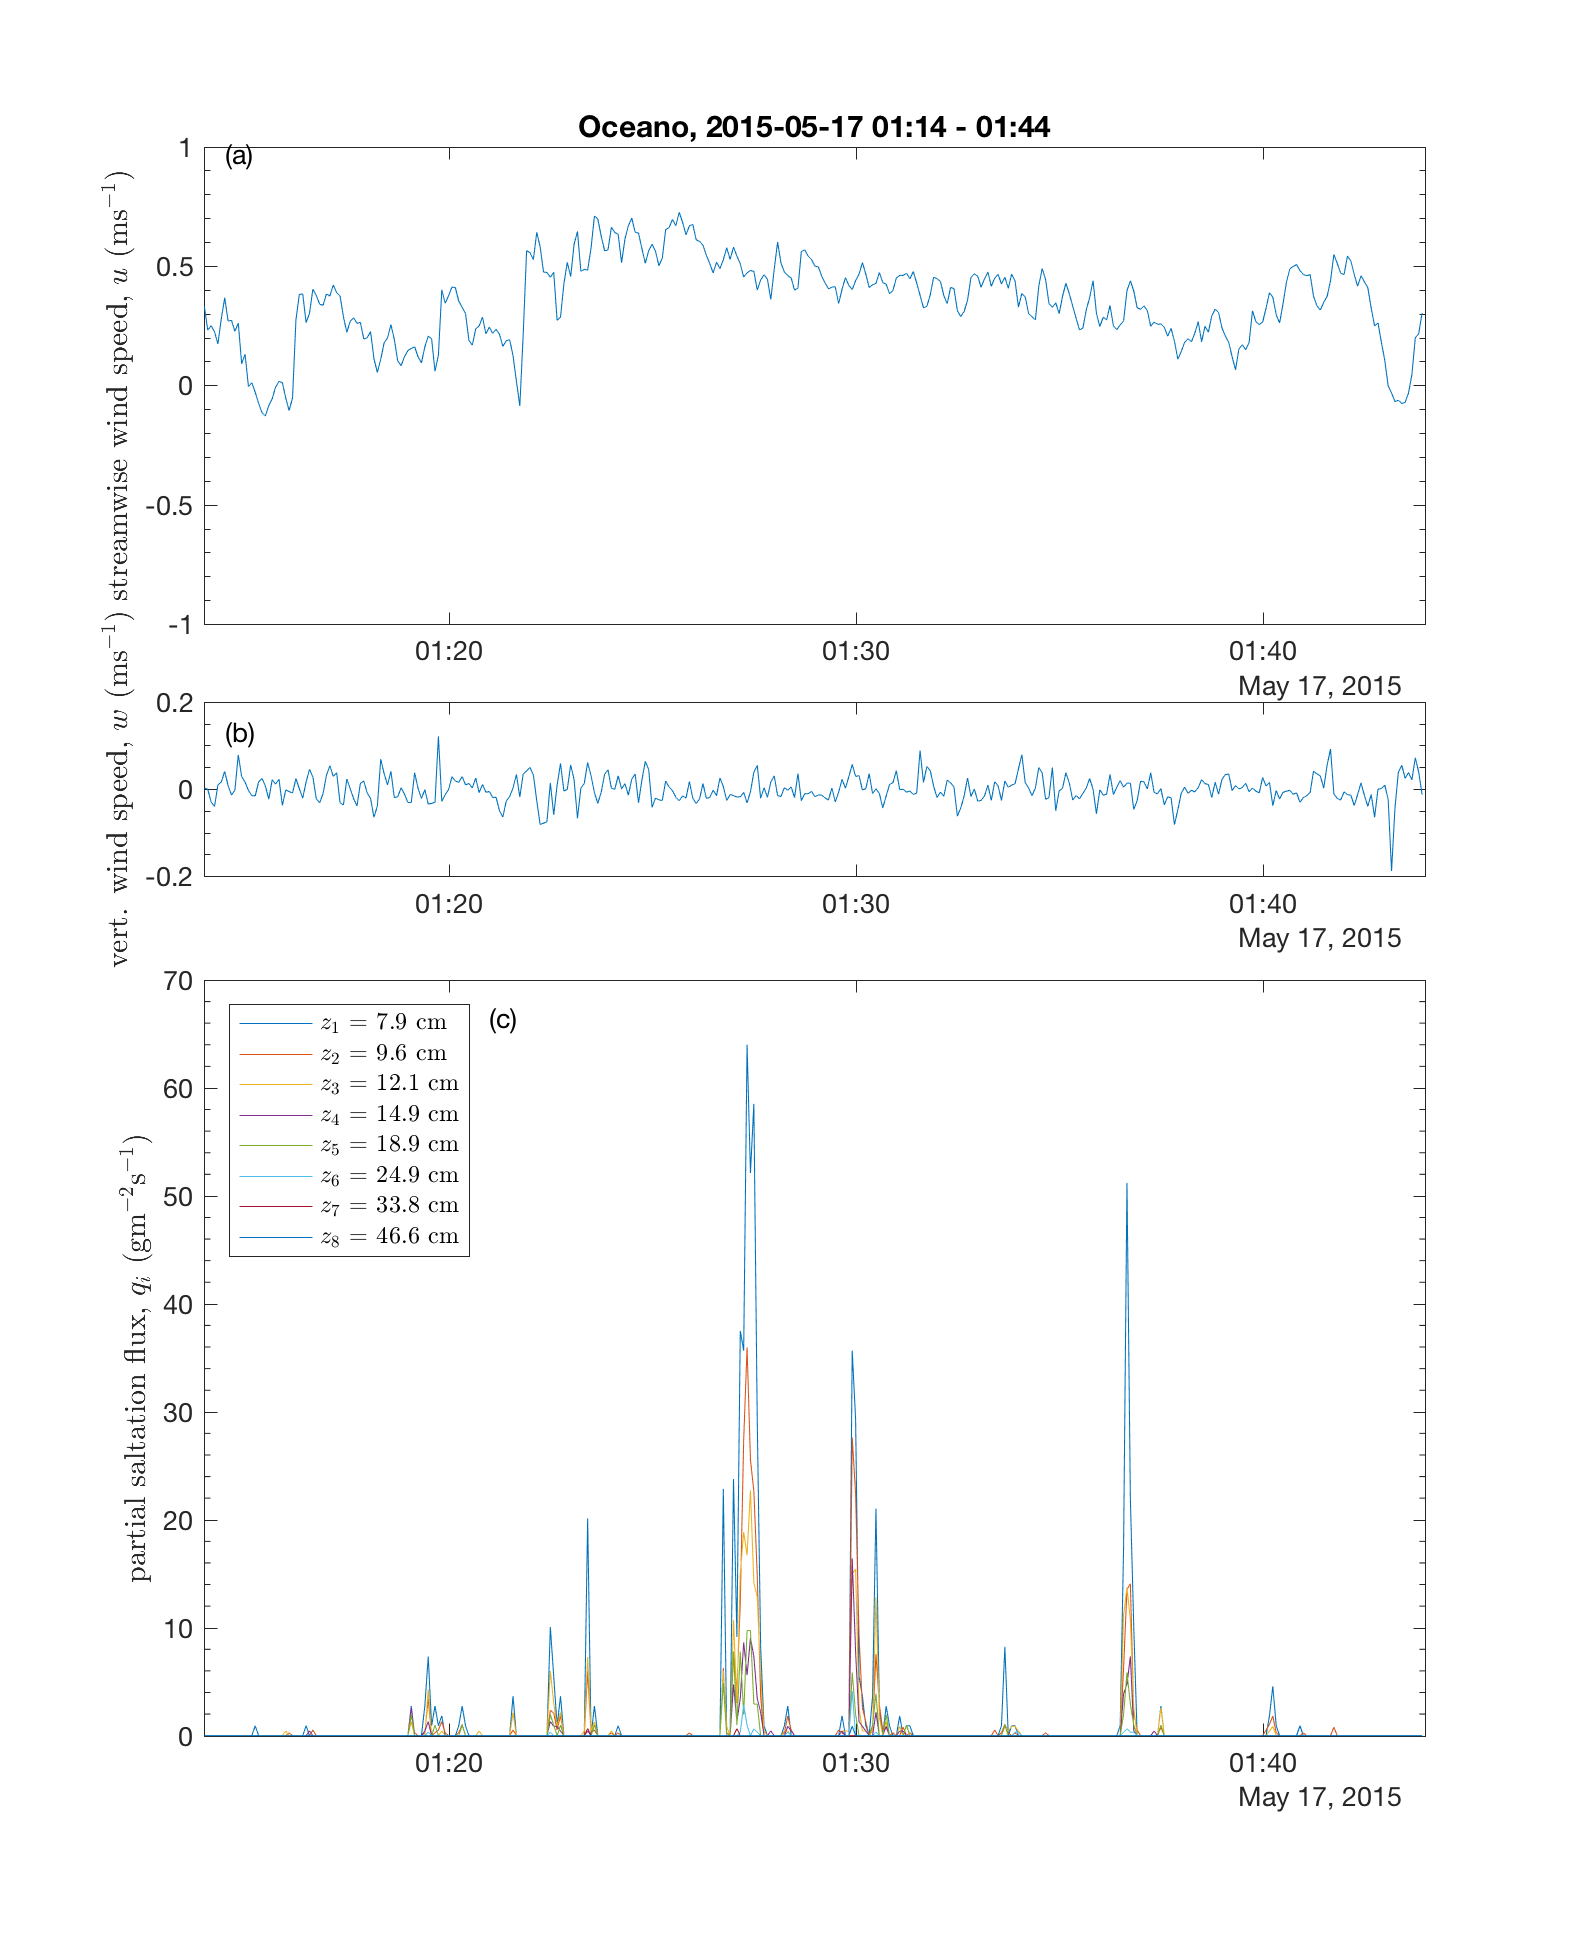 Oceano, 2015-05-17 01:14 - 01:44
(a)
streamwise wind speed, u (ms⁻¹)
1
0.5
0
-0.5
-1
01:20 01:30 01:40
May 17, 2015
(b)
vert. wind speed, w (ms⁻¹)
0.2
0
-0.2
01:20 01:30 01:40
May 17, 2015
(c)
partial saltation flux, qᵢ (gm⁻²s⁻¹)
70
60
50
40
30
20
10
0
z₁ = 7.9 cm
z₂ = 9.6 cm
z₃ = 12.1 cm
z₄ = 14.9 cm
z₅ = 18.9 cm
z₆ = 24.9 cm
z₇ = 33.8 cm
z₈ = 46.6 cm
01:20 01:30 01:40
May 17, 2015